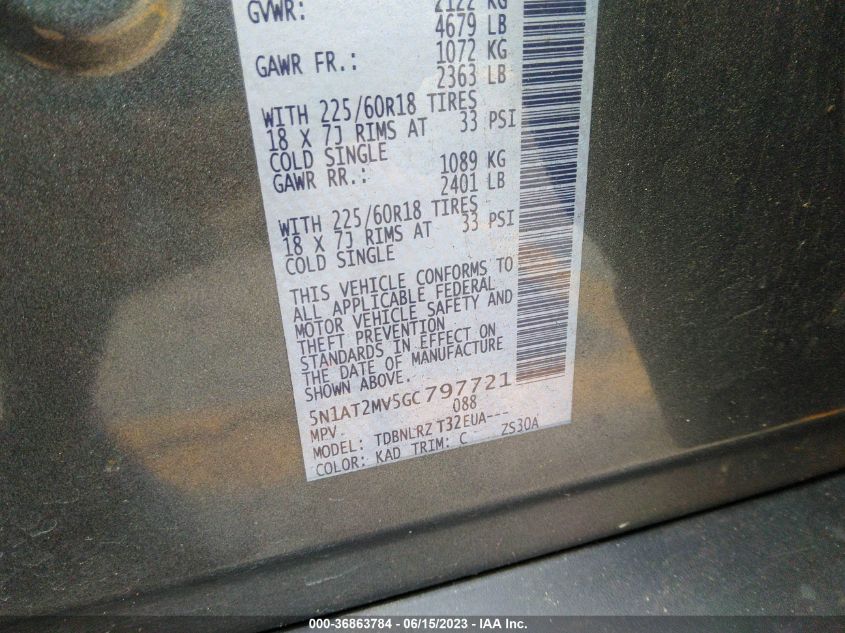 GVWR: 2122 KG
4679 LB
GAWR FR.: 1072 KG
2363 LB
WITH 225/60R18 TIRES
18 X 7J RIMS AT 33 PSI
COLD SINGLE
GAWR RR.: 1089 KG
2401 LB
WITH 225/60R18 TIRES
18 X 7J RIMS AT 33 PSI
COLD SINGLE
THIS VEHICLE CONFORMS TO
ALL APPLICABLE FEDERAL
MOTOR VEHICLE SAFETY AND
THEFT PREVENTION
STANDARDS IN EFFECT ON
THE DATE OF MANUFACTURE
SHOWN ABOVE.
5N1AT2MV5GC797721
MPV 088
MODEL: TDBNLRZ T32EUA---
COLOR: KAD TRIM: C ZS30A
000-36863784 - 06/15/2023 - IAA Inc.